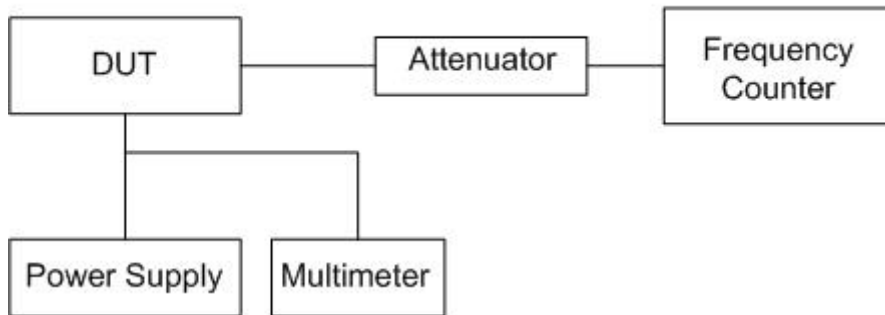 DUT
Attenuator
Frequency
Counter
Power Supply
Multimeter